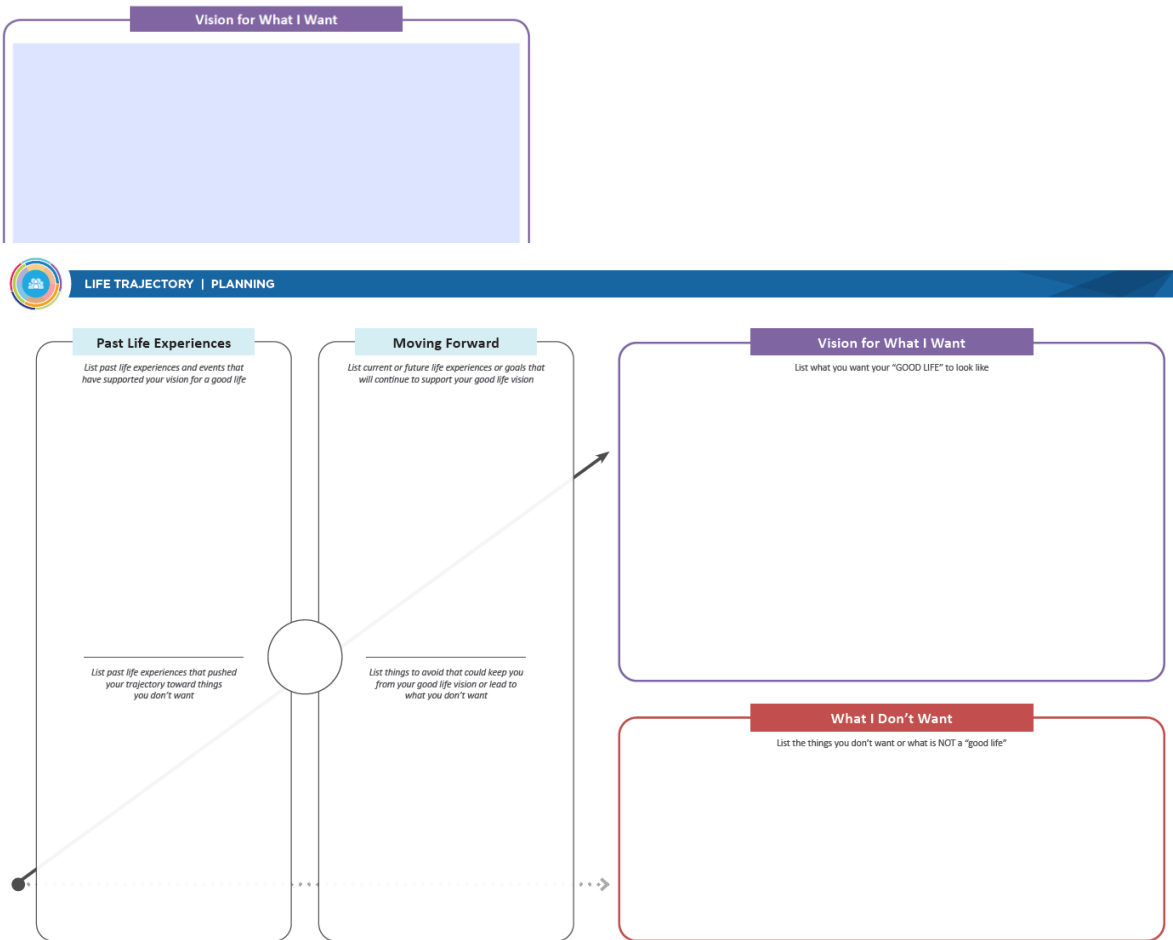 Vision for What I Want
LIFE TRAJECTORY | PLANNING
Past Life Experiences
List past life experiences and events that
have supported your vision for a good life
List past life experiences that pushed
your trajectory toward things
you don't want
Moving Forward
List current or future life experiences or goals that
will continue to support your good life vision
List things to avoid that could keep you
from your good life vision or lead to
what you don't want
Vision for What I Want
List what you want your "GOOD LIFE" to look like
What I Don't Want
List the things you don't want or what is NOT a "good life"